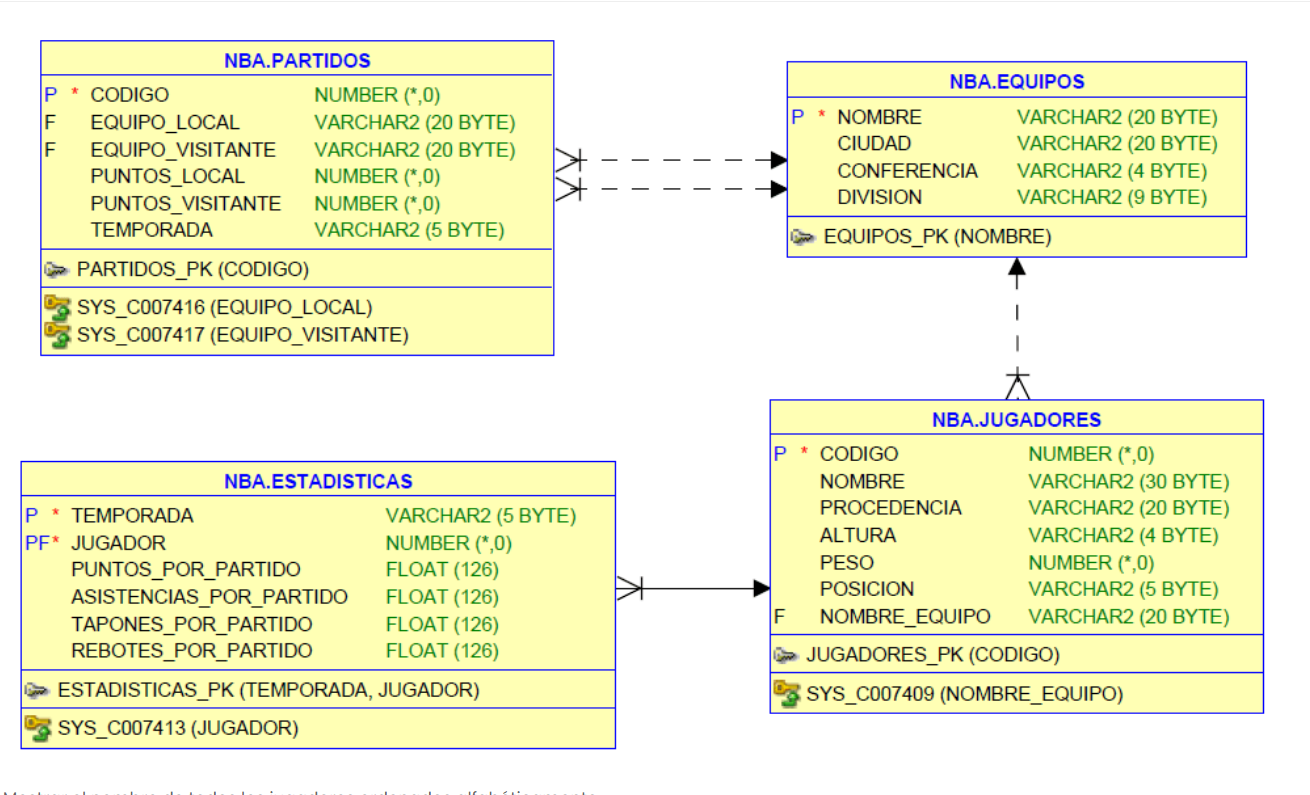 NBA.PARTIDOS
P * CODIGO NUMBER (*,0)
F EQUIPO_LOCAL VARCHAR2 (20 BYTE)
F EQUIPO_VISITANTE VARCHAR2 (20 BYTE)
PUNTOS_LOCAL NUMBER (*,0)
PUNTOS_VISITANTE NUMBER (*,0)
TEMPORADA VARCHAR2 (5 BYTE)
PARTIDOS_PK (CODIGO)
SYS_C007416 (EQUIPO_LOCAL)
SYS_C007417 (EQUIPO_VISITANTE)
NBA.EQUIPOS
P * NOMBRE VARCHAR2 (20 BYTE)
CIUDAD VARCHAR2 (20 BYTE)
CONFERENCIA VARCHAR2 (4 BYTE)
DIVISION VARCHAR2 (9 BYTE)
EQUIPOS_PK (NOMBRE)
NBA.ESTADISTICAS
P * TEMPORADA VARCHAR2 (5 BYTE)
PF* JUGADOR NUMBER (*,0)
PUNTOS_POR_PARTIDO FLOAT (126)
ASISTENCIAS_POR_PARTIDO FLOAT (126)
TAPONES_POR_PARTIDO FLOAT (126)
REBOTES_POR_PARTIDO FLOAT (126)
ESTADISTICAS_PK (TEMPORADA, JUGADOR)
SYS_C007413 (JUGADOR)
NBA.JUGADORES
P * CODIGO NUMBER (*,0)
NOMBRE VARCHAR2 (30 BYTE)
PROCEDENCIA VARCHAR2 (20 BYTE)
ALTURA VARCHAR2 (4 BYTE)
PESO NUMBER (*,0)
POSICION VARCHAR2 (5 BYTE)
F NOMBRE_EQUIPO VARCHAR2 (20 BYTE)
JUGADORES_PK (CODIGO)
SYS_C007409 (NOMBRE_EQUIPO)